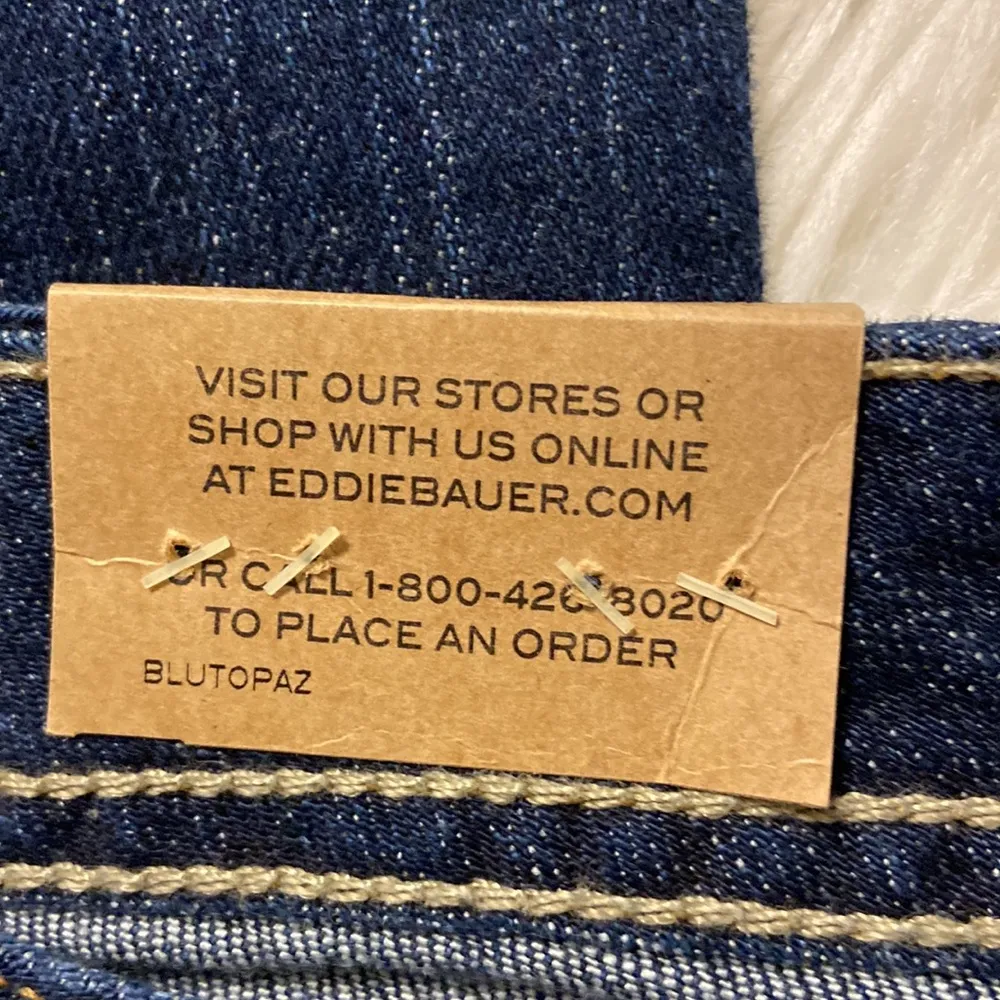 VISIT OUR STORES OR
SHOP WITH US ONLINE
AT EDDIEBAUER.COM
OR CALL 1-800-426-8020
TO PLACE AN ORDER
BLUTOPAZ